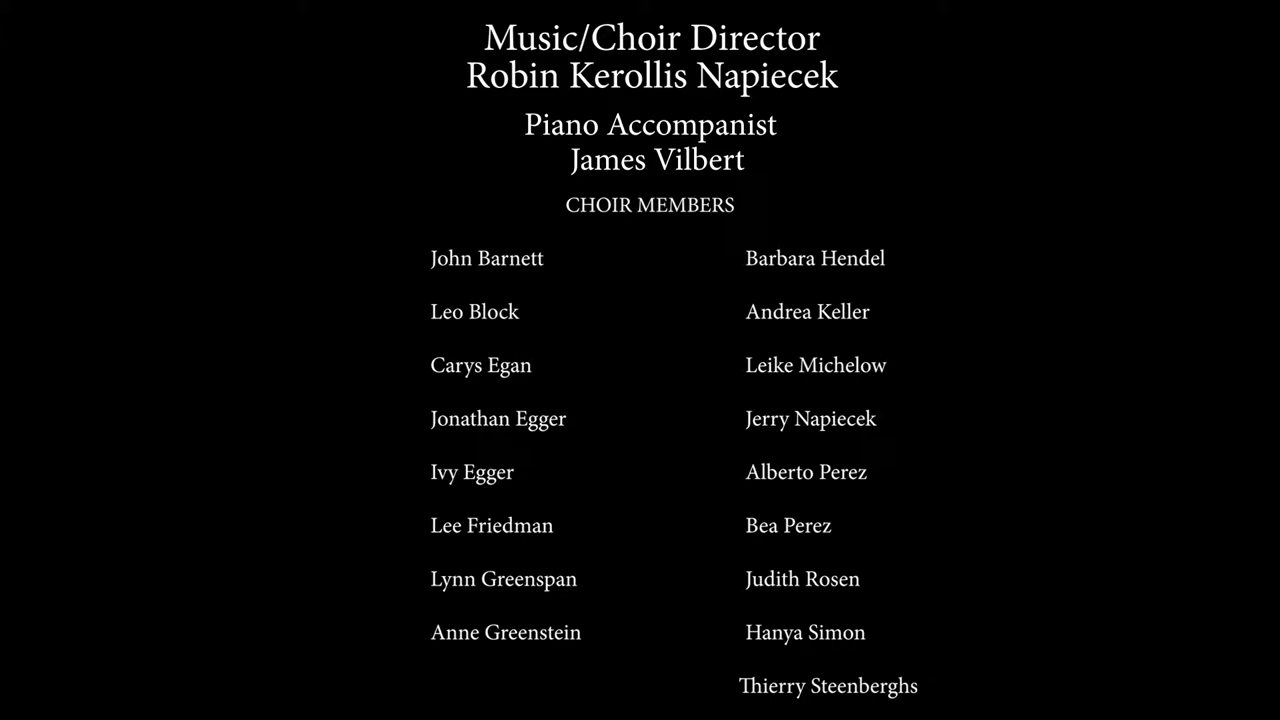 Music/Choir Director
Robin Kerollis Napiecek
Piano Accompanist
James Vilbert
CHOIR MEMBERS
John Barnett
Leo Block
Carys Egan
Jonathan Egger
Ivy Egger
Lee Friedman
Lynn Greenspan
Anne Greenstein
Barbara Hendel
Andrea Keller
Leike Michelow
Jerry Napiecek
Alberto Perez
Bea Perez
Judith Rosen
Hanya Simon
Thierry Steenberghs